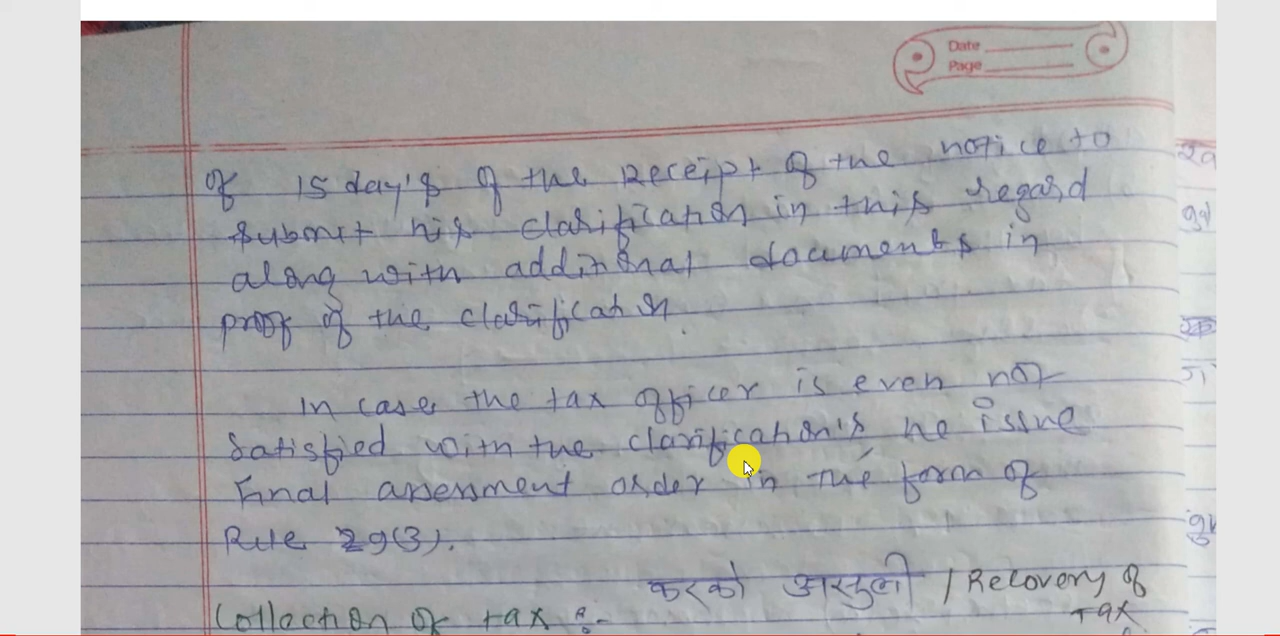 Date
Page
of 15 day's of the receipt of the notice to
submit his clarification in this regard
along with additional documents in
proof of the clarification.
In case the tax officer is even not
satisfied with the clarification's he issue
Final assessment order in the form of
Rule 29(3).
करको असुली / Recovery of
tax
Collection of tax :-